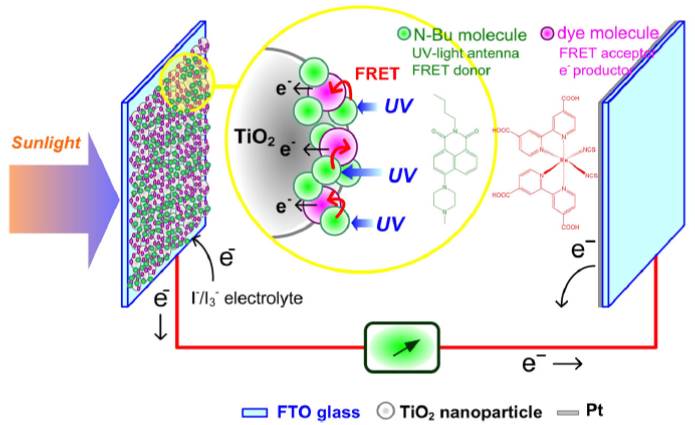 N-Bu molecule
UV-light antenna
FRET donor
dye molecule
FRET acceptor
e⁻ productor
FRET
e⁻
UV
TiO₂
e⁻
UV
e⁻
UV
Sunlight
COOH
HOOC
N
N
NCS
Ru
NCS
N
N
HOOC
COOH
O
N
O
N
N
e⁻
I⁻/I₃⁻ electrolyte
e⁻
e⁻
e⁻
FTO glass
TiO₂ nanoparticle
Pt